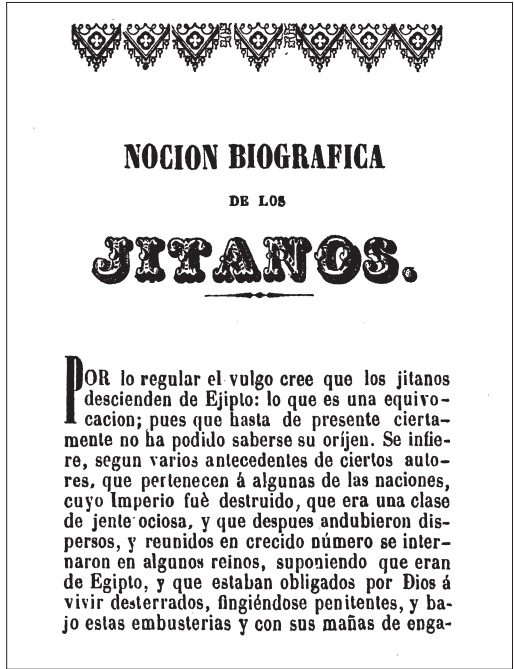 NOCION BIOGRAFICA
DE LOS
JITANOS.
POR lo regular el vulgo cree que los jitanos
descienden de Ejipto: lo que es una equivo-
cacion; pues que hasta de presente cierta-
mente no ha podido saberse su oríjen. Se infie-
re, segun varios antecedentes de ciertos auto-
res, que pertenecen á algunas de las naciones,
cuyo Imperio fuè destruido, que era una clase
de jente ociosa, y que despues andubieron dis-
persos, y reunidos en crecido número se inter-
naron en algunos reinos, suponiendo que eran
de Egipto, y que estaban obligados por Dios á
vivir desterrados, fingiéndose penitentes, y ba-
jo estas embusterias y con sus mañas de enga-